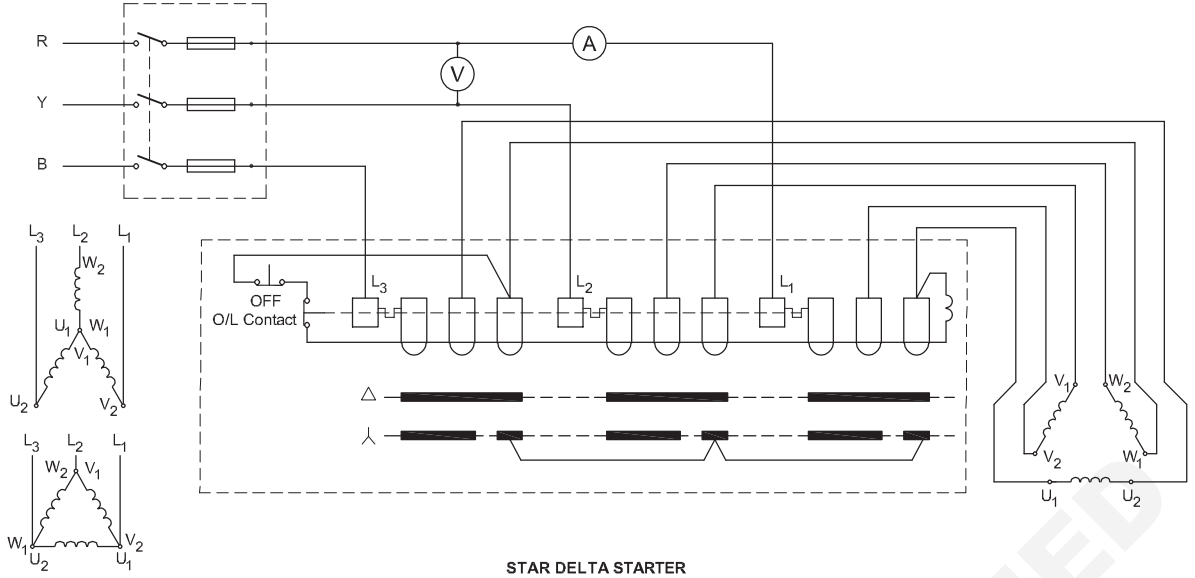 R
A
V
Y
B
L3
L2
L1
W2
U1 W1
V1
U2
V2
OFF
O/L Contact
L3
L2
L1
△
V1
W2
V2
W1
U1
U2
L3
L2
L1
W2
V1
W1
U2
V2
U1
STAR DELTA STARTER